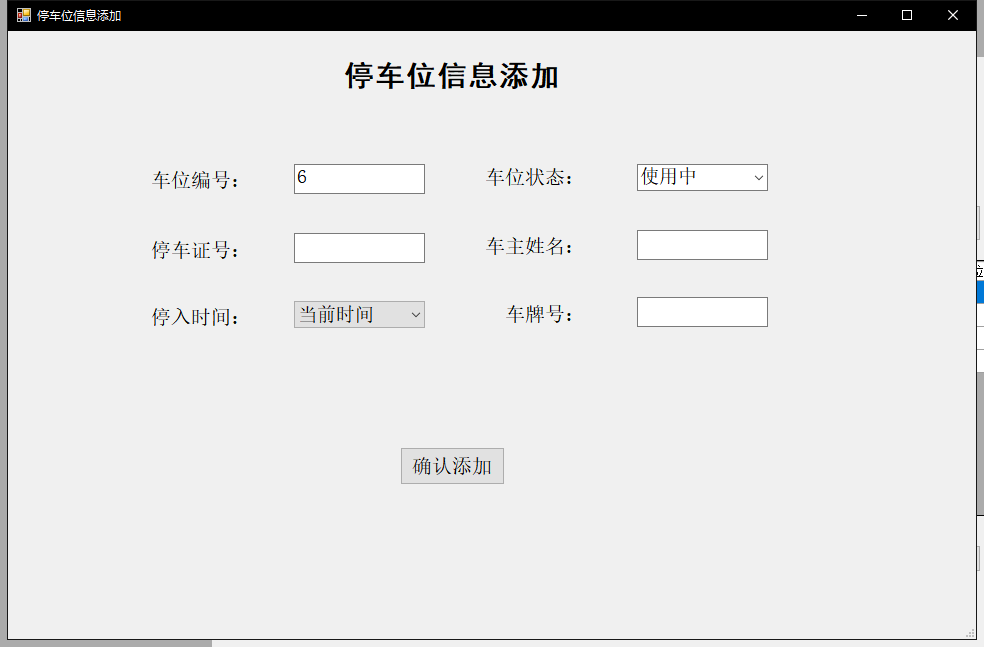 停车位信息添加
停车位信息添加
车位编号： 6 车位状态： 使用中
停车证号： 车主姓名：
停入时间： 当前时间 车牌号：
确认添加